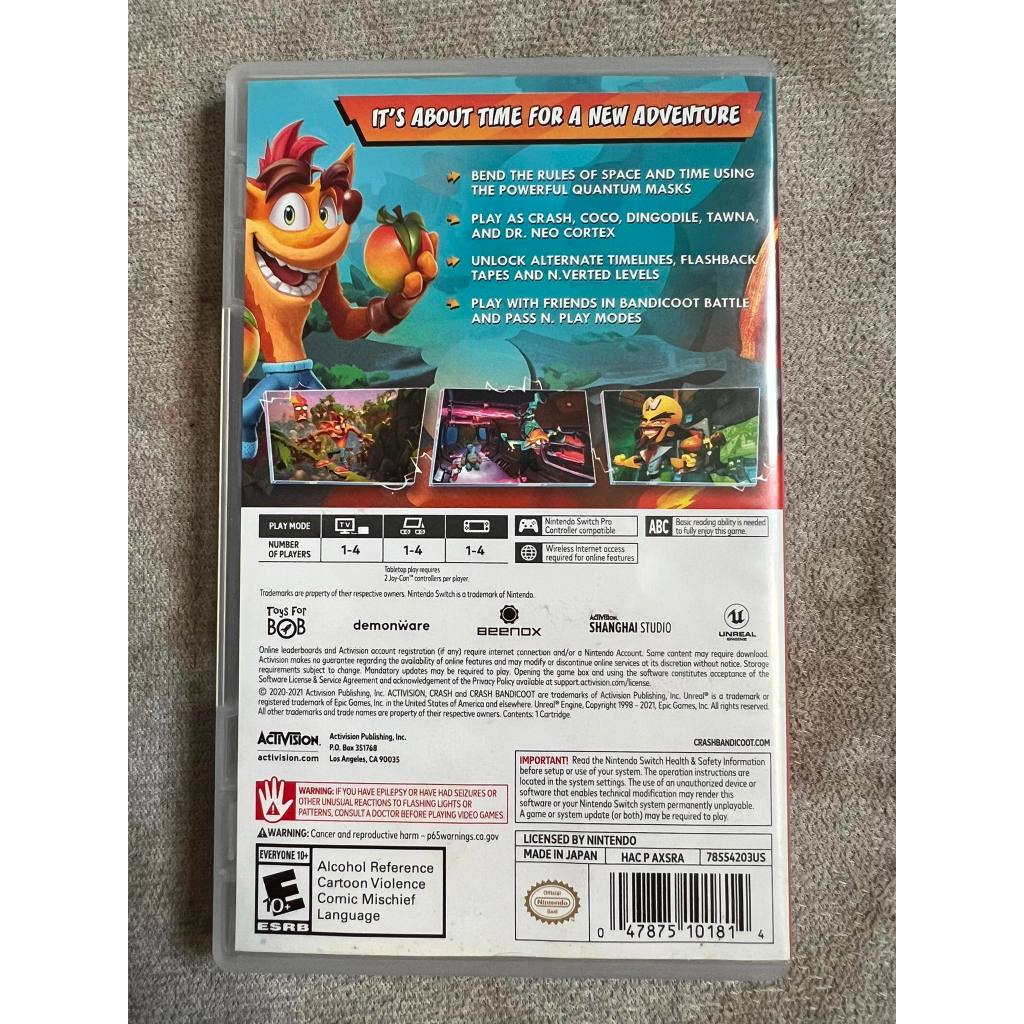 IT'S ABOUT TIME FOR A NEW ADVENTURE
BEND THE RULES OF SPACE AND TIME USING
THE POWERFUL QUANTUM MASKS
PLAY AS CRASH, COCO, DINGODILE, TAWNA,
AND DR. NEO CORTEX
UNLOCK ALTERNATE TIMELINES, FLASHBACK
TAPES AND N.VERTED LEVELS
PLAY WITH FRIENDS IN BANDICOOT BATTLE
AND PASS N. PLAY MODES
N
PLAY MODE
TV
NUMBER
OF PLAYERS
1-4 1-4 1-4
Tabletop play requires
2 Joy-Con™ controllers per player.
Nintendo Switch Pro
Controller compatible
Wireless Internet access
required for online features
ABC
Basic reading ability is needed
to fully enjoy this game.
Trademarks are property of their respective owners. Nintendo Switch is a trademark of Nintendo.
TOYS FOR
BOB
demonware
BEENOX
ACTIVISION
SHANGHAI STUDIO
UNREAL
ENGINE
Online leaderboards and Activision account registration (if any) require internet connection and/or a Nintendo Account. Some content may require download.
Activision makes no guarantee regarding the availability of online features and may modify or discontinue online services at its discretion without notice. Storage
requirements subject to change. Mandatory updates may be required to play. Opening the game box and using the software constitutes acceptance of the
Software License & Service Agreement and acknowledgement of the Privacy Policy available at support.activision.com/license.
© 2020-2021 Activision Publishing, Inc. ACTIVISION, CRASH and CRASH BANDICOOT are trademarks of Activision Publishing, Inc. Unreal® is a trademark or
registered trademark of Epic Games, Inc. in the United States of America and elsewhere. Unreal® Engine, Copyright 1998 – 2021, Epic Games, Inc. All rights reserved.
All other trademarks and trade names are property of their respective owners. Contents: 1 Cartridge.
ACTIVISION
activision.com
Activision Publishing, Inc.
P.O. Box 351768
Los Angeles, CA 90035
CRASHBANDICOOT.COM
WARNING: IF YOU HAVE EPILEPSY OR HAVE HAD SEIZURES OR
OTHER UNUSUAL REACTIONS TO FLASHING LIGHTS OR
PATTERNS, CONSULT A DOCTOR BEFORE PLAYING VIDEO GAMES.
WARNING: Cancer and reproductive harm – p65warnings.ca.gov
IMPORTANT! Read the Nintendo Switch Health & Safety Information
before setup or use of your system. The operation instructions are
located in the system settings. The use of an unauthorized device or
software that enables technical modification may render this
software or your Nintendo Switch system permanently unplayable.
A game or system update (or both) may be required to play.
EVERYONE 10+
E
10+
ESRB
Alcohol Reference
Cartoon Violence
Comic Mischief
Language
LICENSED BY NINTENDO
MADE IN JAPAN
HAC P AXSRA
78554203US
Official
Nintendo
Seal
0 47875 10181 4